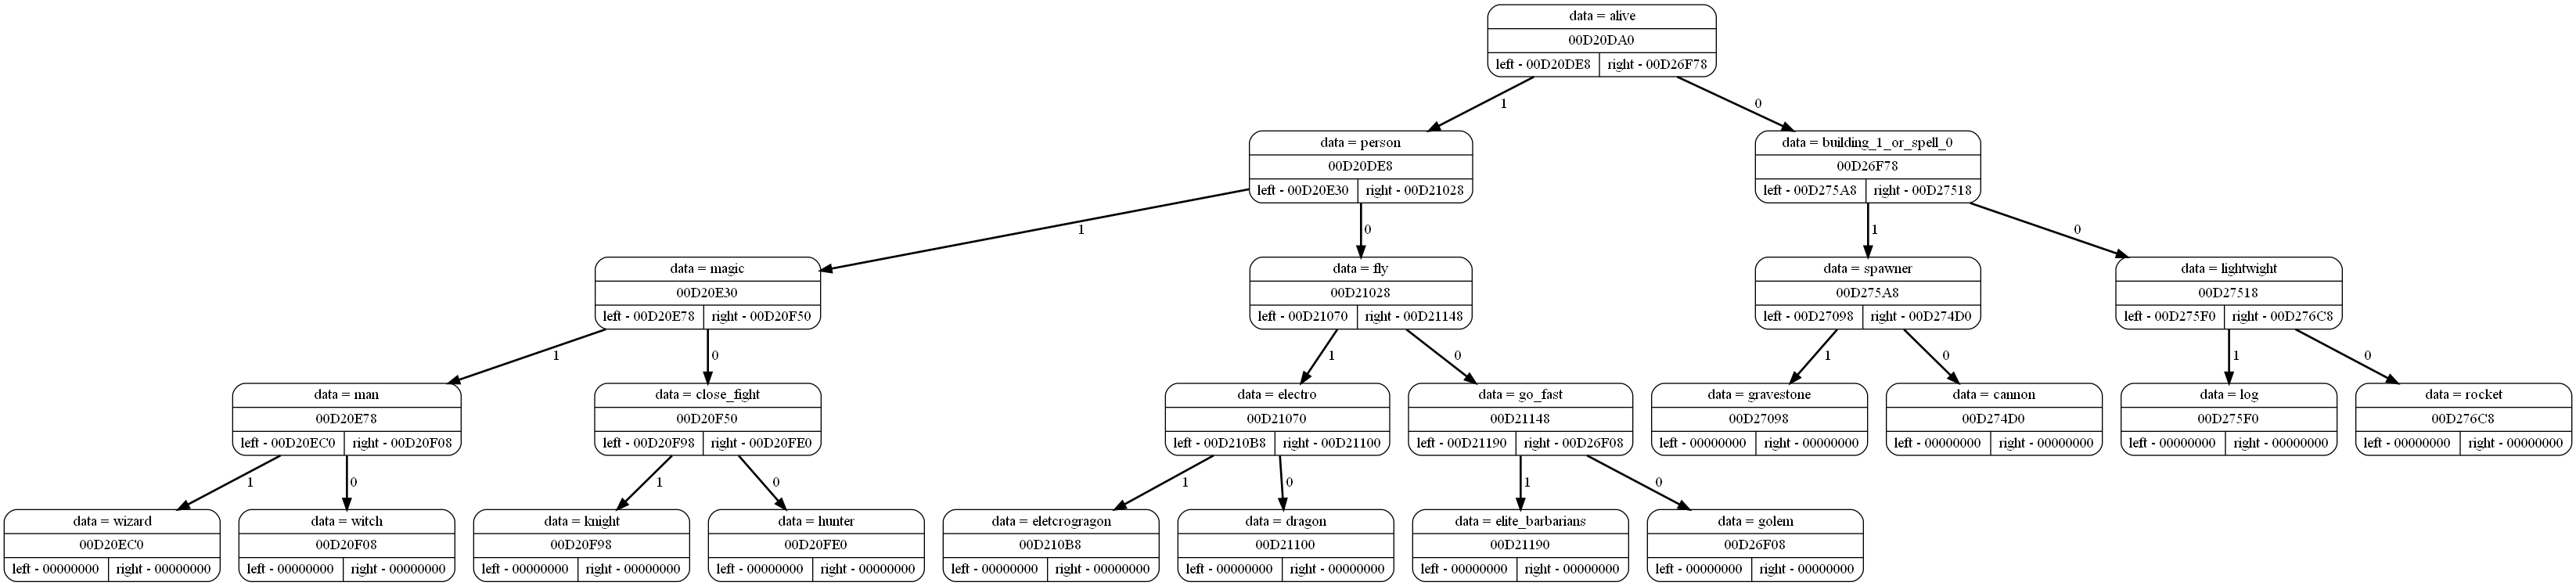 data = alive
00D20DA0
left - 00D20DE8 right - 00D26F78
1 0
data = person data = building_1_or_spell_0
00D20DE8 00D26F78
left - 00D20E30 right - 00D21028 left - 00D275A8 right - 00D27518
1 0 1 0
data = magic data = fly data = spawner data = lightwight
00D20E30 00D21028 00D275A8 00D27518
left - 00D20E78 right - 00D20F50 left - 00D21070 right - 00D21148 left - 00D27098 right - 00D274D0 left - 00D275F0 right - 00D276C8
1 0 1 0 1 0 1 0
data = man data = close_fight data = electro data = go_fast data = gravestone data = cannon data = log data = rocket
00D20E78 00D20F50 00D21070 00D21148 00D27098 00D274D0 00D275F0 00D276C8
left - 00D20EC0 right - 00D20F08 left - 00D20F98 right - 00D20FE0 left - 00D210B8 right - 00D21100 left - 00D21190 right - 00D26F08 left - 00000000 right - 00000000 left - 00000000 right - 00000000 left - 00000000 right - 00000000 left - 00000000 right - 00000000
1 0 1 0 1 0 1 0
data = wizard data = witch data = knight data = hunter data = eletcrogragon data = dragon data = elite_barbarians data = golem
00D20EC0 00D20F08 00D20F98 00D20FE0 00D210B8 00D21100 00D21190 00D26F08
left - 00000000 right - 00000000 left - 00000000 right - 00000000 left - 00000000 right - 00000000 left - 00000000 right - 00000000 left - 00000000 right - 00000000 left - 00000000 right - 00000000 left - 00000000 right - 00000000 left - 00000000 right - 00000000